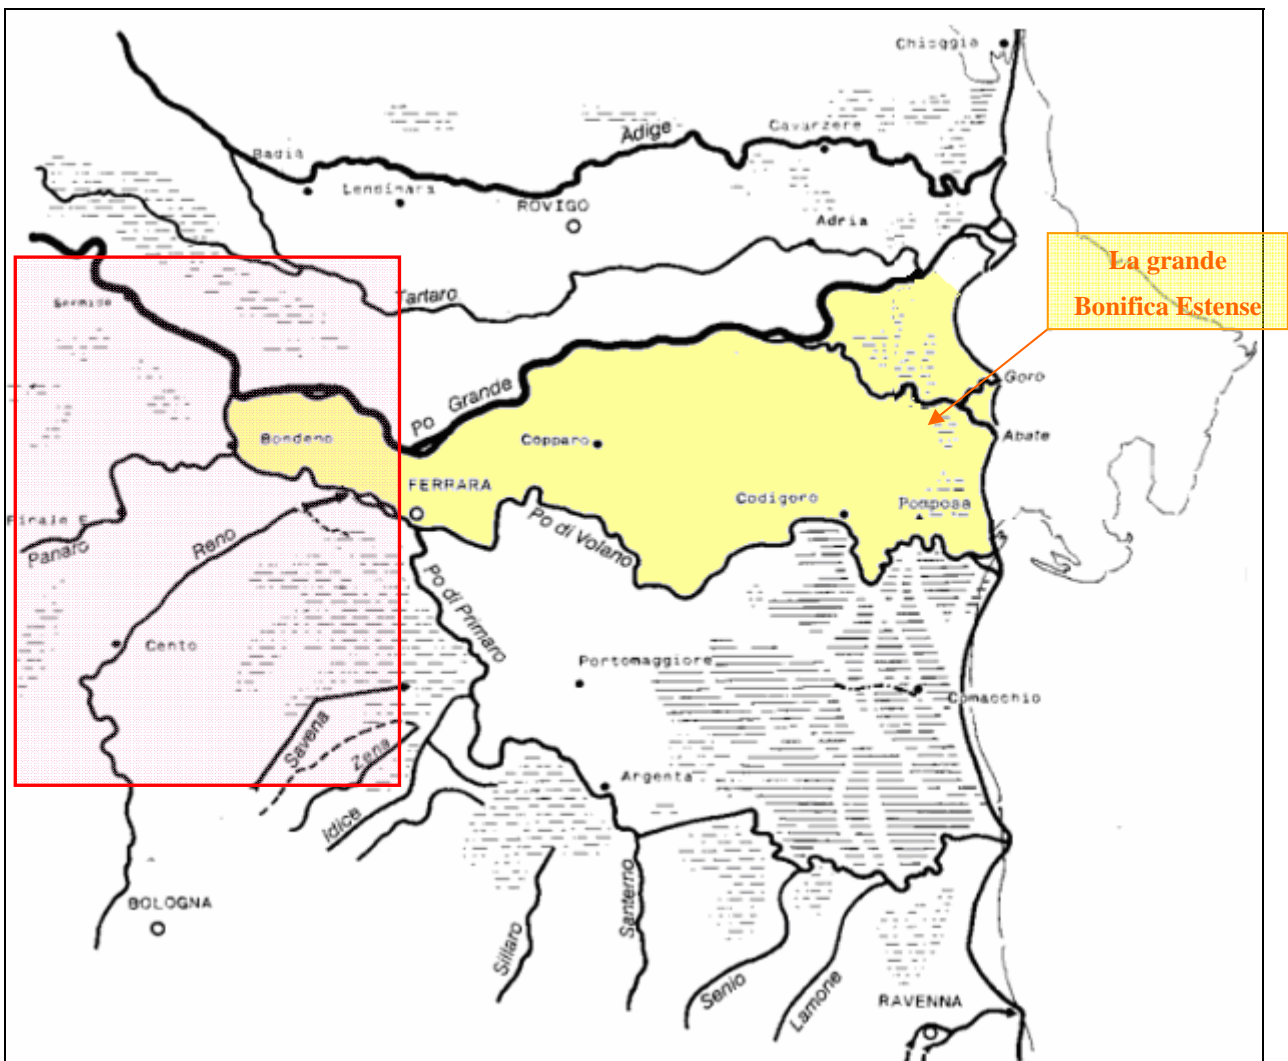 Chioggia
Adige
Cavarzere
Badia
Lendinara
ROVIGO
Adria
La grande
Bonifica Estense
Sermide
Tartaro
Goro
Po Grande
Bondeno
Copparo
Abate
FERRARA
Codigoro
Pomposa
Finale E
Panaro
Reno
Po di Volano
Po di Primaro
Cento
Portomaggiore
Comacchio
Savena
Zena
Argenta
Idice
BOLOGNA
Sillaro
Santerno
Senio
Lamone
RAVENNA